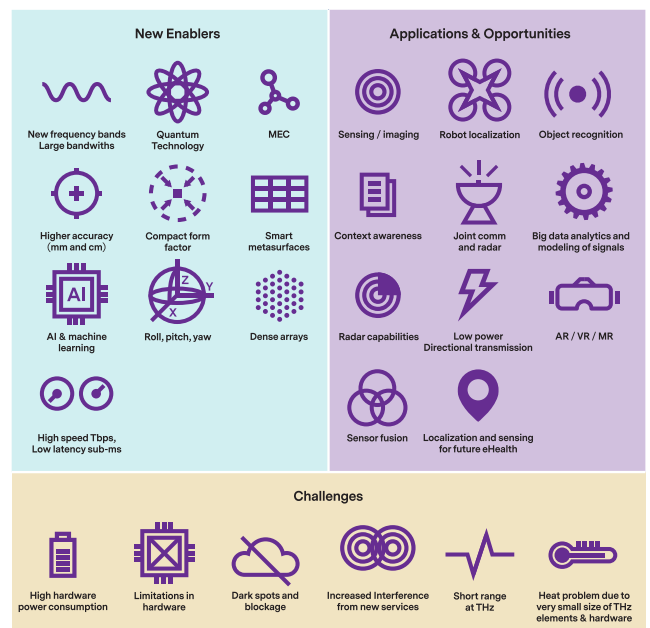 New Enablers
New frequency bands
Large bandwiths
Quantum
Technology
MEC
Higher accuracy
(mm and cm)
Compact form
factor
Smart
metasurfaces
AI
AI & machine
learning
Z
Y
X
Roll, pitch, yaw
Dense arrays
High speed Tbps,
Low latency sub-ms
Applications & Opportunities
Sensing / imaging
Robot localization
Object recognition
Context awareness
Joint comm
and radar
Big data analytics and
modeling of signals
Radar capabilities
Low power
Directional transmission
AR / VR / MR
Sensor fusion
Localization and sensing
for future eHealth
Challenges
High hardware
power consumption
Limitations in
hardware
Dark spots and
blockage
Increased Interference
from new services
Short range
at THz
Heat problem due to
very small size of THz
elements & hardware